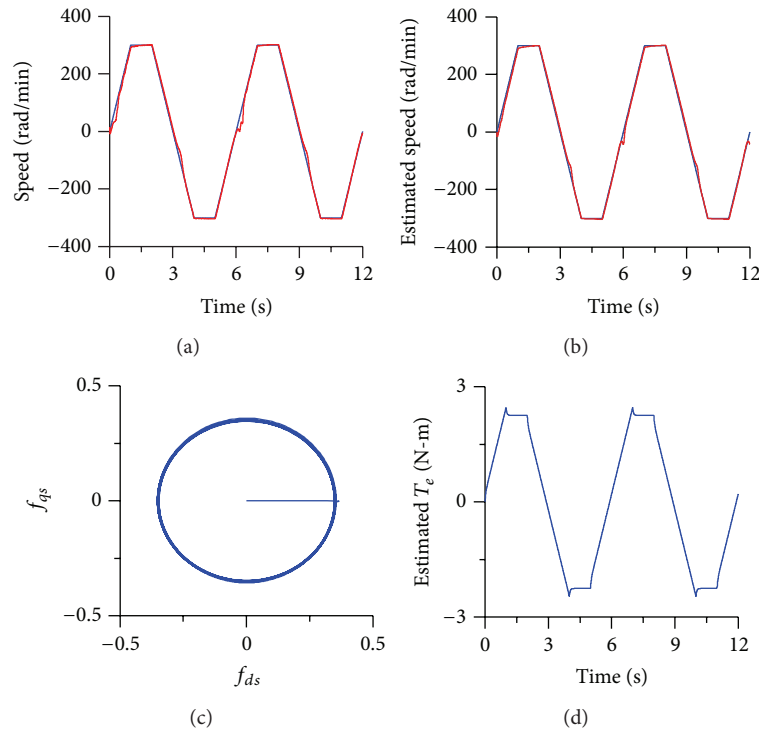 400
200
0
−200
−400
Speed (rad/min)
0 3 6 9 12
Time (s)
(a)
400
200
0
−200
−400
Estimated speed (rad/min)
0 3 6 9 12
Time (s)
(b)
0.5
0
−0.5
f_qs
−0.5 0 0.5
f_ds
(c)
3
0
−3
Estimated T_e (N-m)
0 3 6 9 12
Time (s)
(d)